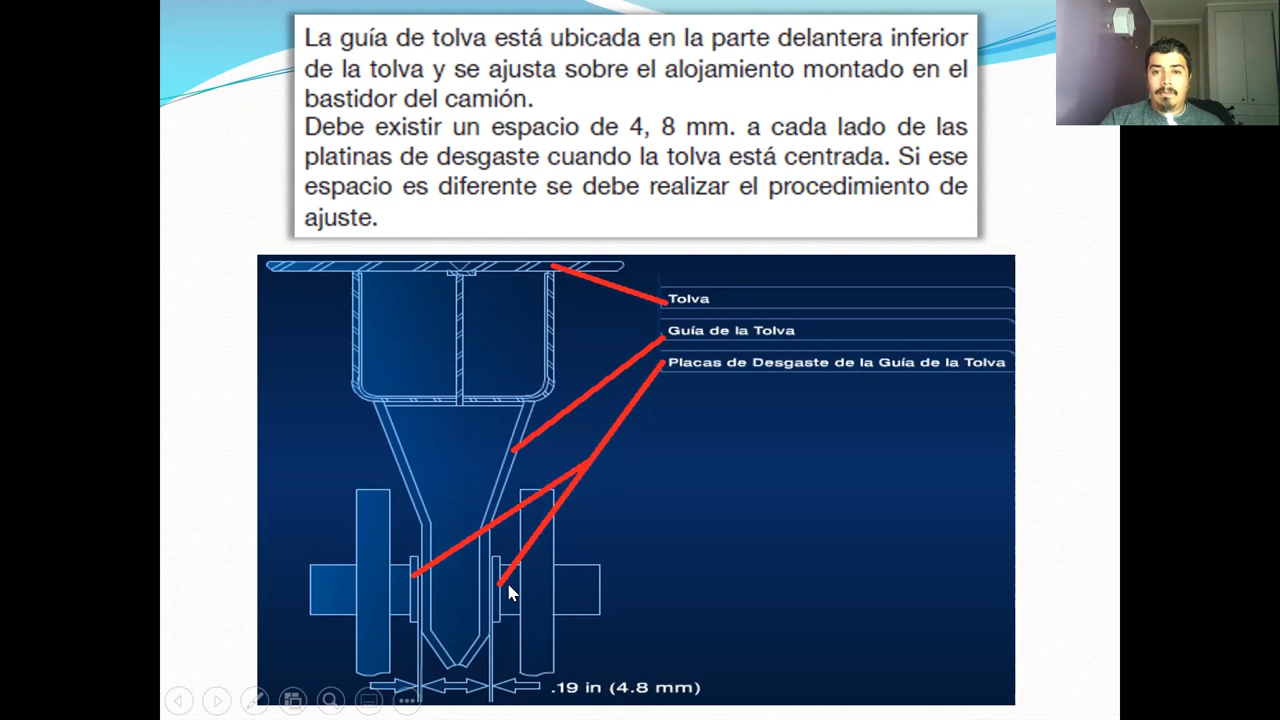 La guía de tolva está ubicada en la parte delantera inferior
de la tolva y se ajusta sobre el alojamiento montado en el
bastidor del camión.
Debe existir un espacio de 4, 8 mm. a cada lado de las
platinas de desgaste cuando la tolva está centrada. Si ese
espacio es diferente se debe realizar el procedimiento de
ajuste.
Tolva
Guía de la Tolva
Placas de Desgaste de la Guía de la Tolva
.19 in (4.8 mm)